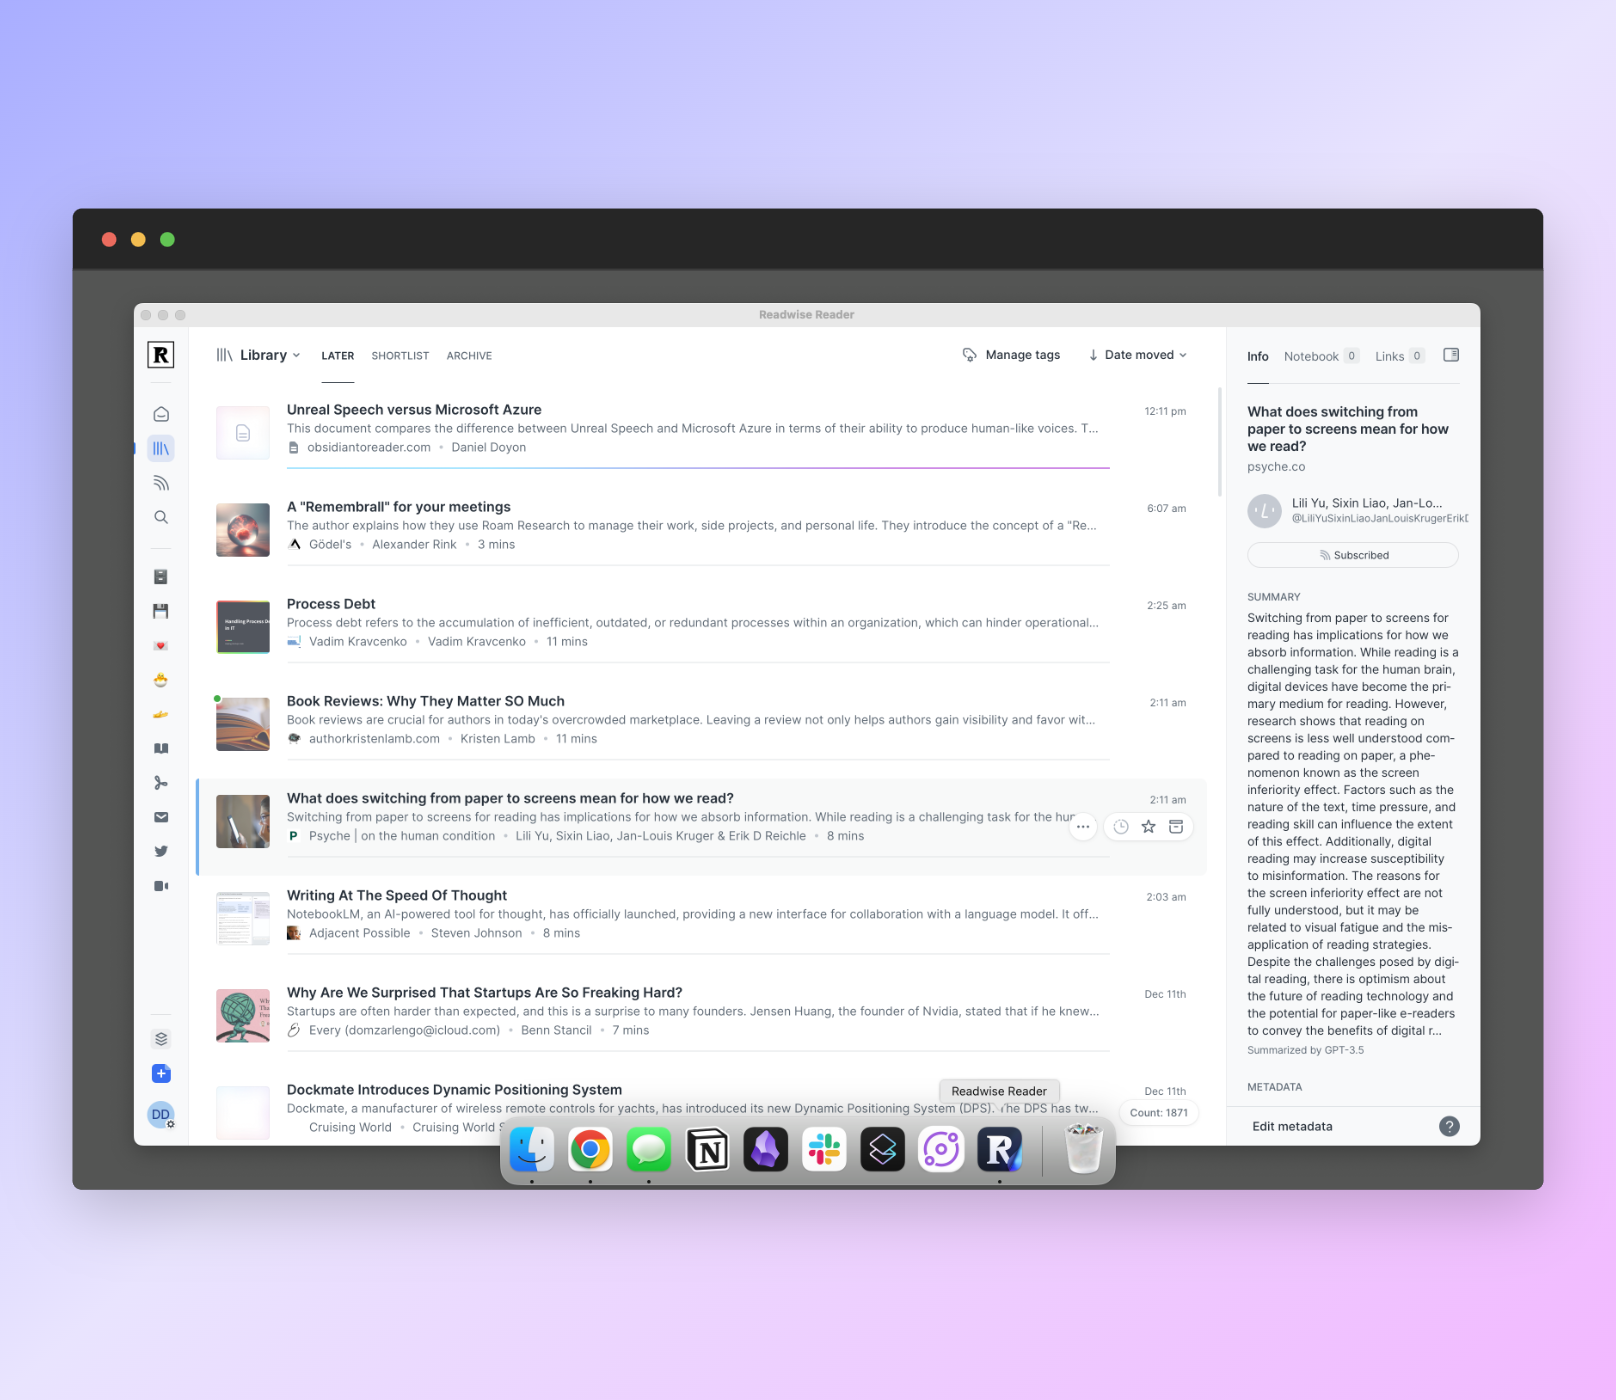 Readwise Reader
R
Library
LATER
SHORTLIST
ARCHIVE
Manage tags
Date moved
Unreal Speech versus Microsoft Azure
12:11 pm
This document compares the difference between Unreal Speech and Microsoft Azure in terms of their ability to produce human-like voices. T...
obsidiantoreader.com • Daniel Doyon
A "Remembrall" for your meetings
6:07 am
The author explains how they use Roam Research to manage their work, side projects, and personal life. They introduce the concept of a "Re...
Gödel's • Alexander Rink • 3 mins
Process Debt
2:25 am
Process debt refers to the accumulation of inefficient, outdated, or redundant processes within an organization, which can hinder operational...
Vadim Kravcenko • Vadim Kravcenko • 11 mins
Book Reviews: Why They Matter SO Much
2:11 am
Book reviews are crucial for authors in today's overcrowded marketplace. Leaving a review not only helps authors gain visibility and favor wit...
authorkristenlamb.com • Kristen Lamb • 11 mins
What does switching from paper to screens mean for how we read?
2:11 am
Switching from paper to screens for reading has implications for how we absorb information. While reading is a challenging task for the hum...
P Psyche | on the human condition • Lili Yu, Sixin Liao, Jan-Louis Kruger & Erik D Reichle • 8 mins
Writing At The Speed Of Thought
2:03 am
NotebookLM, an AI-powered tool for thought, has officially launched, providing a new interface for collaboration with a language model. It off...
Adjacent Possible • Steven Johnson • 8 mins
Why Are We Surprised That Startups Are So Freaking Hard?
Dec 11th
Startups are often harder than expected, and this is a surprise to many founders. Jensen Huang, the founder of Nvidia, stated that if he knew...
Every (domzarlengo@icloud.com) • Benn Stancil • 7 mins
Dockmate Introduces Dynamic Positioning System
Dec 11th
Dockmate, a manufacturer of wireless remote controls for yachts, has introduced its new Dynamic Positioning System (DPS). The DPS has tw...
Cruising World • Cruising World S
Readwise Reader
Count: 1871
DD
Info
Notebook 0
Links 0
What does switching from
paper to screens mean for how
we read?
psyche.co
L
Lili Yu, Sixin Liao, Jan-Lo...
@LiliYuSixinLiaoJanLouisKrugerErikD
Subscribed
SUMMARY
Switching from paper to screens for
reading has implications for how we
absorb information. While reading is a
challenging task for the human brain,
digital devices have become the pri-
mary medium for reading. However,
research shows that reading on
screens is less well understood com-
pared to reading on paper, a phe-
nomenon known as the screen
inferiority effect. Factors such as the
nature of the text, time pressure, and
reading skill can influence the extent
of this effect. Additionally, digital
reading may increase susceptibility
to misinformation. The reasons for
the screen inferiority effect are not
fully understood, but it may be
related to visual fatigue and the mis-
application of reading strategies.
Despite the challenges posed by digi-
tal reading, there is optimism about
the future of reading technology and
the potential for paper-like e-readers
to convey the benefits of digital r...
Summarized by GPT-3.5
METADATA
Edit metadata
?
N
R